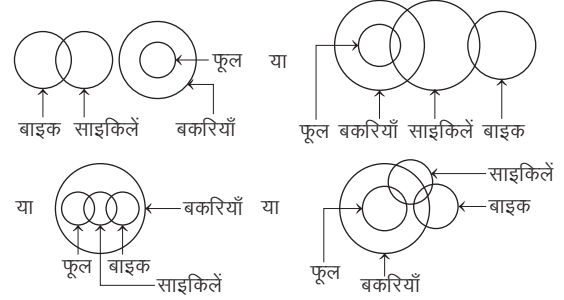 फूल
बाइक साइकिलें बकरियाँ
या
फूल बकरियाँ साइकिलें बाइक
या
बकरियाँ
फूल बाइक
साइकिलें
या
साइकिलें
बाइक
फूल
बकरियाँ